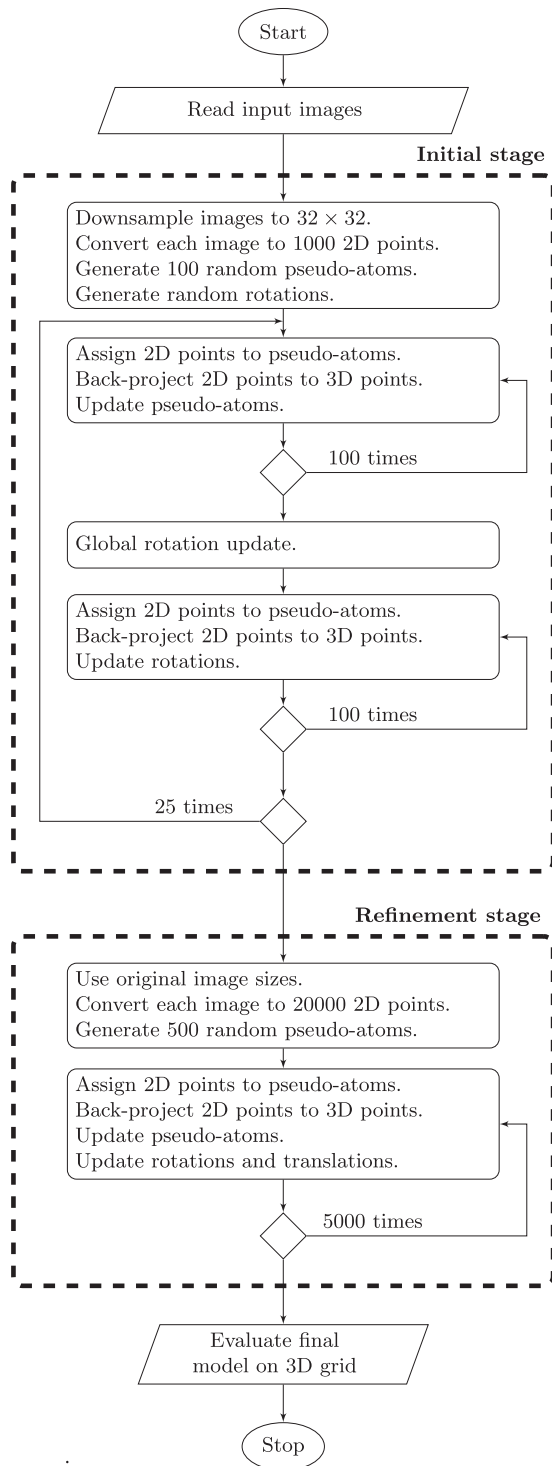 Start
Read input images
Initial stage
Downsample images to 32 × 32.
Convert each image to 1000 2D points.
Generate 100 random pseudo-atoms.
Generate random rotations.
Assign 2D points to pseudo-atoms.
Back-project 2D points to 3D points.
Update pseudo-atoms.
100 times
Global rotation update.
Assign 2D points to pseudo-atoms.
Back-project 2D points to 3D points.
Update rotations.
100 times
25 times
Refinement stage
Use original image sizes.
Convert each image to 20000 2D points.
Generate 500 random pseudo-atoms.
Assign 2D points to pseudo-atoms.
Back-project 2D points to 3D points.
Update pseudo-atoms.
Update rotations and translations.
5000 times
Evaluate final
model on 3D grid
Stop
.